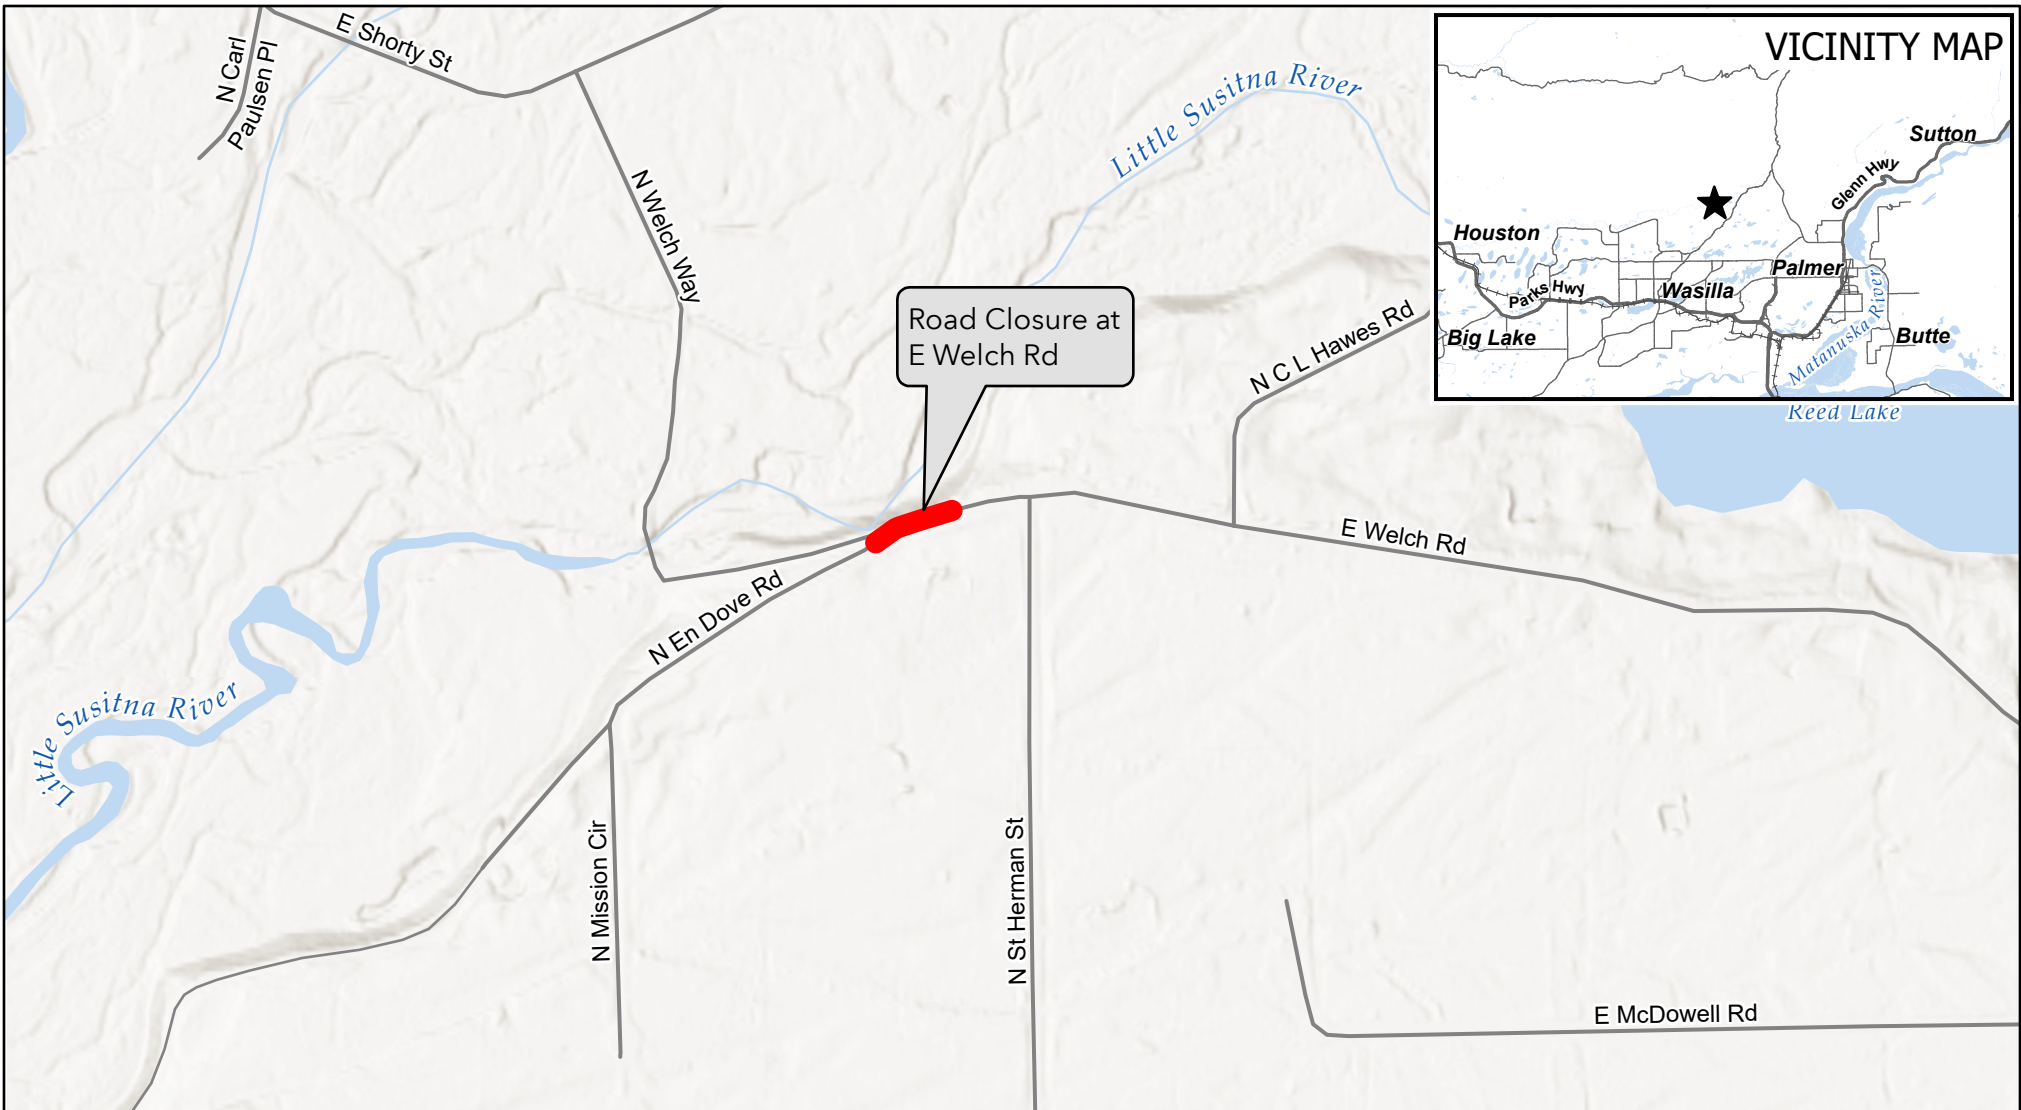 E Shorty St
N Carl
Paulsen Pl
N Welch Way
Little Susitna River
VICINITY MAP
Sutton
Glenn Hwy
Houston
Palmer
Parks Hwy
Wasilla
Big Lake
Matanuska River
Butte
Reed Lake
Road Closure at
E Welch Rd
N C L Hawes Rd
E Welch Rd
N En Dove Rd
Little Susitna River
N Mission Cir
N St Herman St
E McDowell Rd